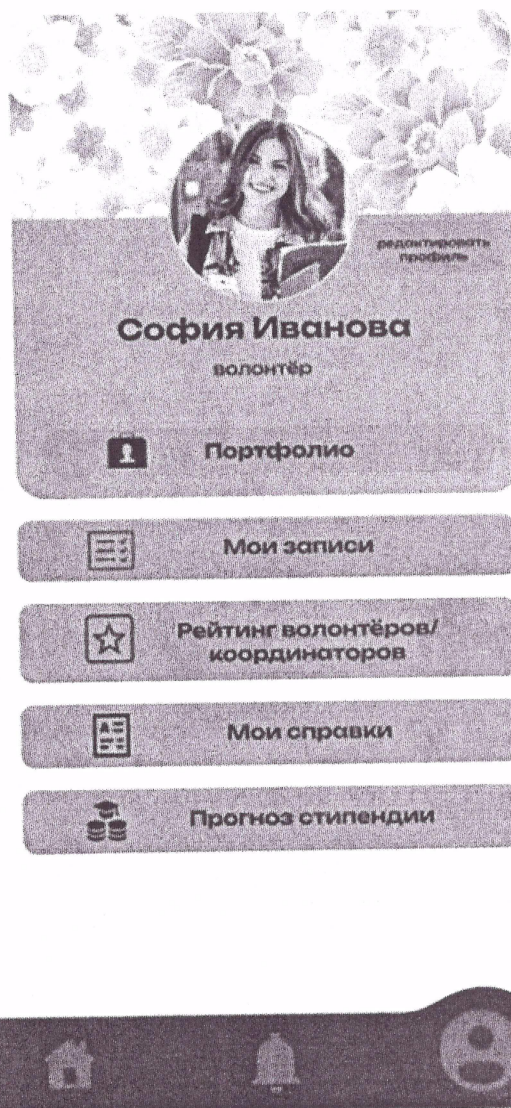 редактировать
профиль
София Иванова
волонтёр
Портфолио
Мои записи
Рейтинг волонтёров/
координаторов
Мои справки
Прогноз стипендии